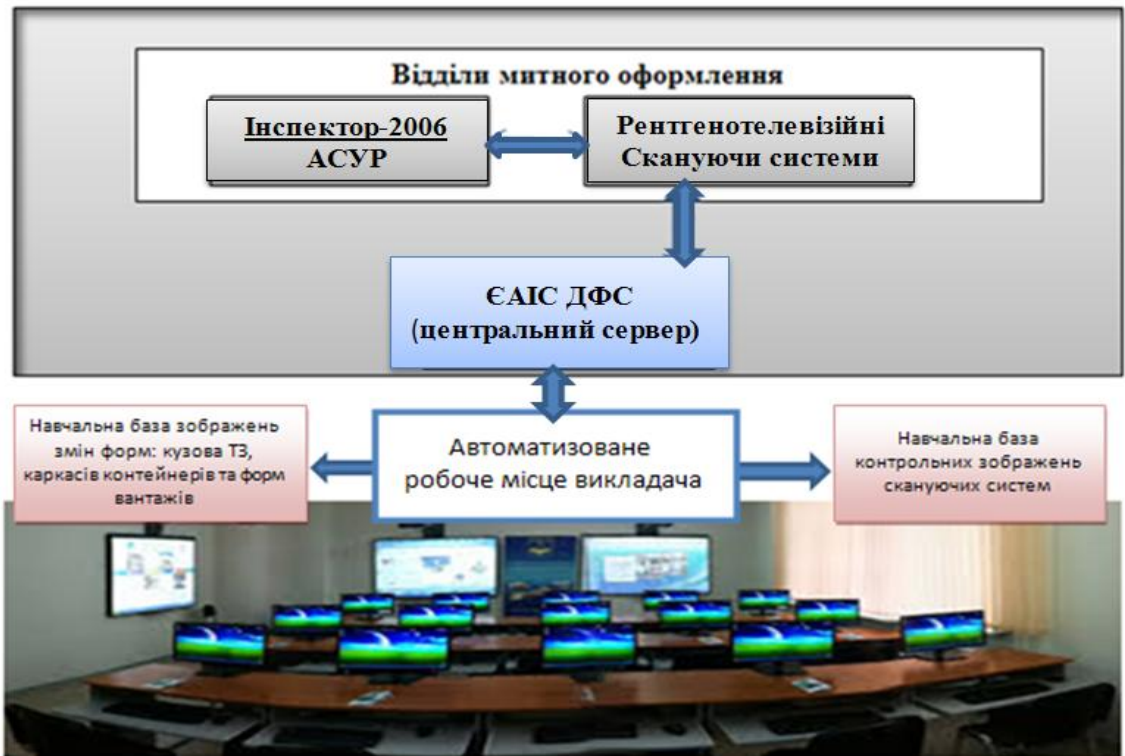 Відділи митного оформлення
Інспектор-2006
АСУР
Рентгенотелевізійні
Скануючи системи
ЄАІС ДФС
(центральний сервер)
Навчальна база зображень
змін форм: кузова ТЗ,
каркасів контейнерів та форм
вантажів
Автоматизоване
робоче місце викладача
Навчальна база
контрольних зображень
скануючих систем